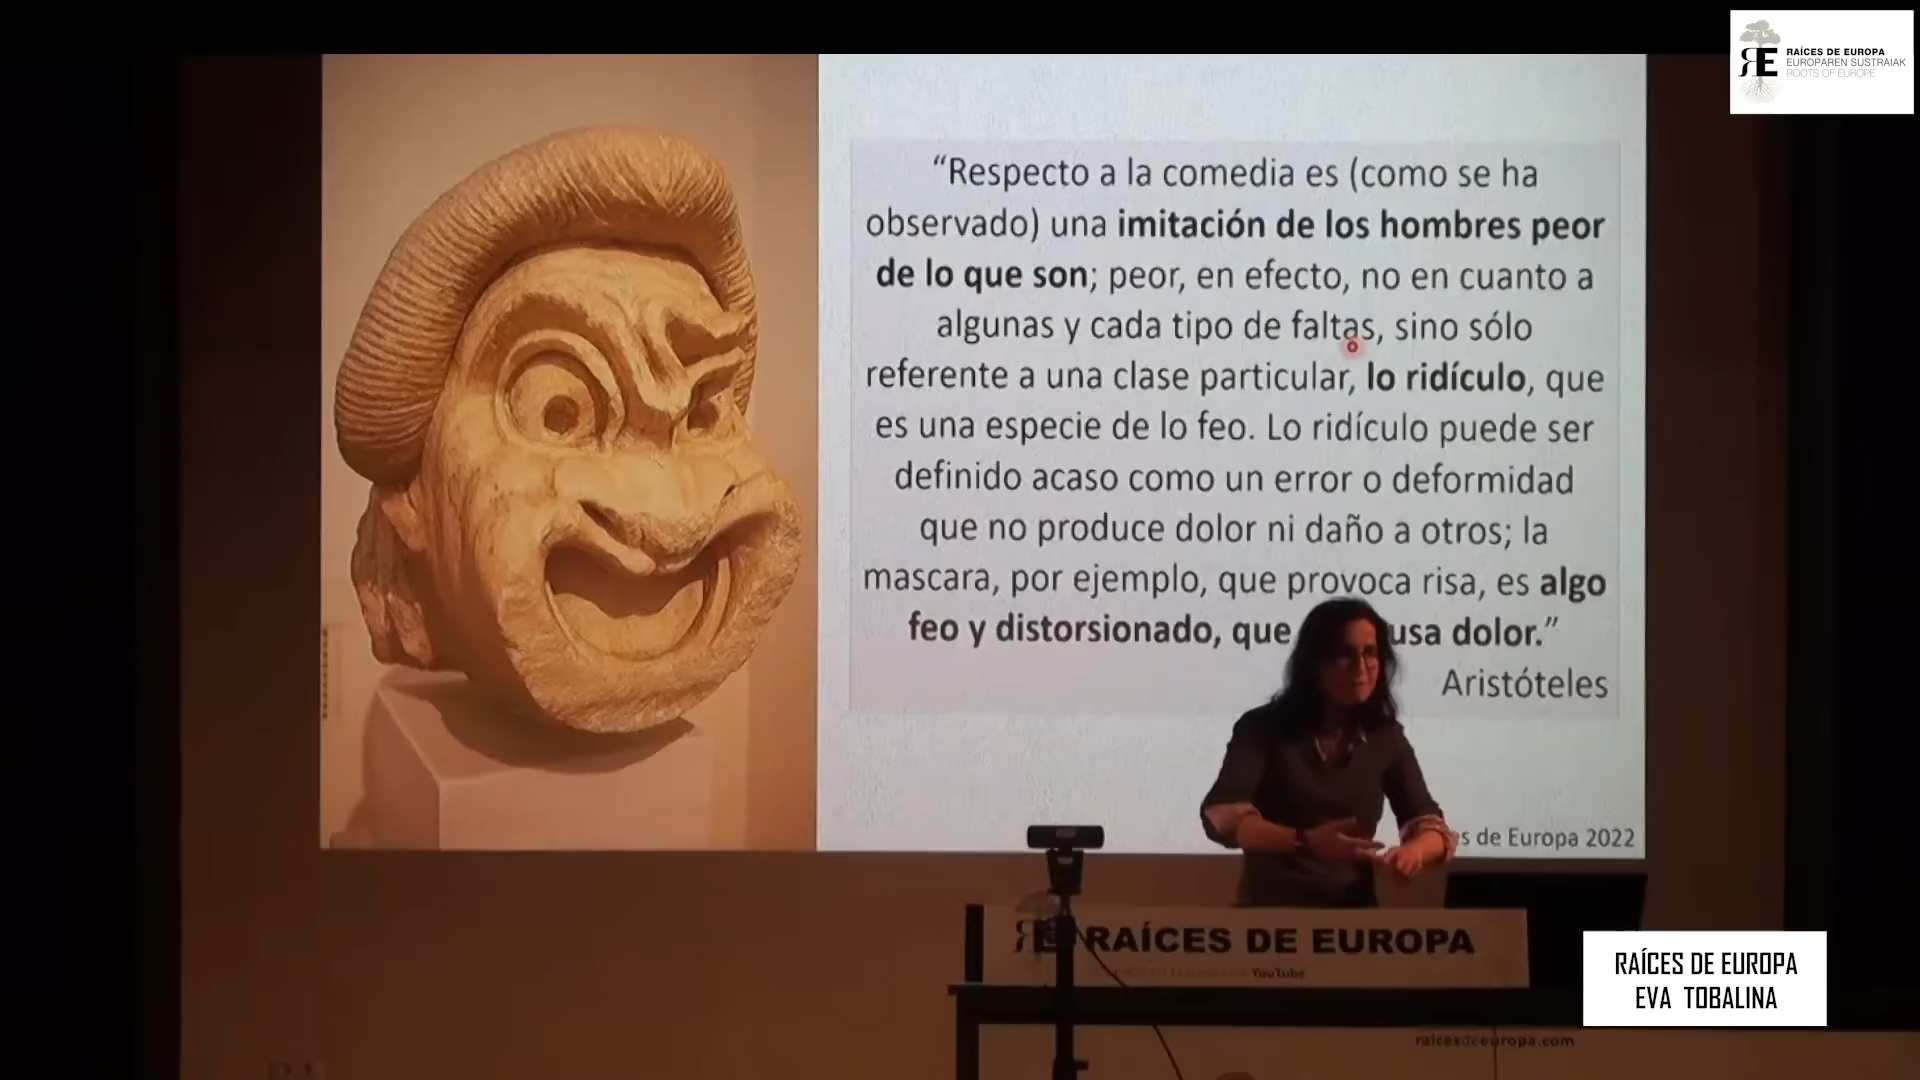 RAÍCES DE EUROPA
EUROPAREN SUSTRAIAK
ROOTS OF EUROPE
“Respecto a la comedia es (como se ha
observado) una imitación de los hombres peor
de lo que son; peor, en efecto, no en cuanto a
algunas y cada tipo de faltas, sino sólo
referente a una clase particular, lo ridículo, que
es una especie de lo feo. Lo ridículo puede ser
definido acaso como un error o deformidad
que no produce dolor ni daño a otros; la
mascara, por ejemplo, que provoca risa, es algo
feo y distorsionado, que usa dolor.”
Aristóteles
es de Europa 2022
RAÍCES DE EUROPA
YouTube
RAÍCES DE EUROPA
EVA TOBALINA
raicesdeeuropa.com